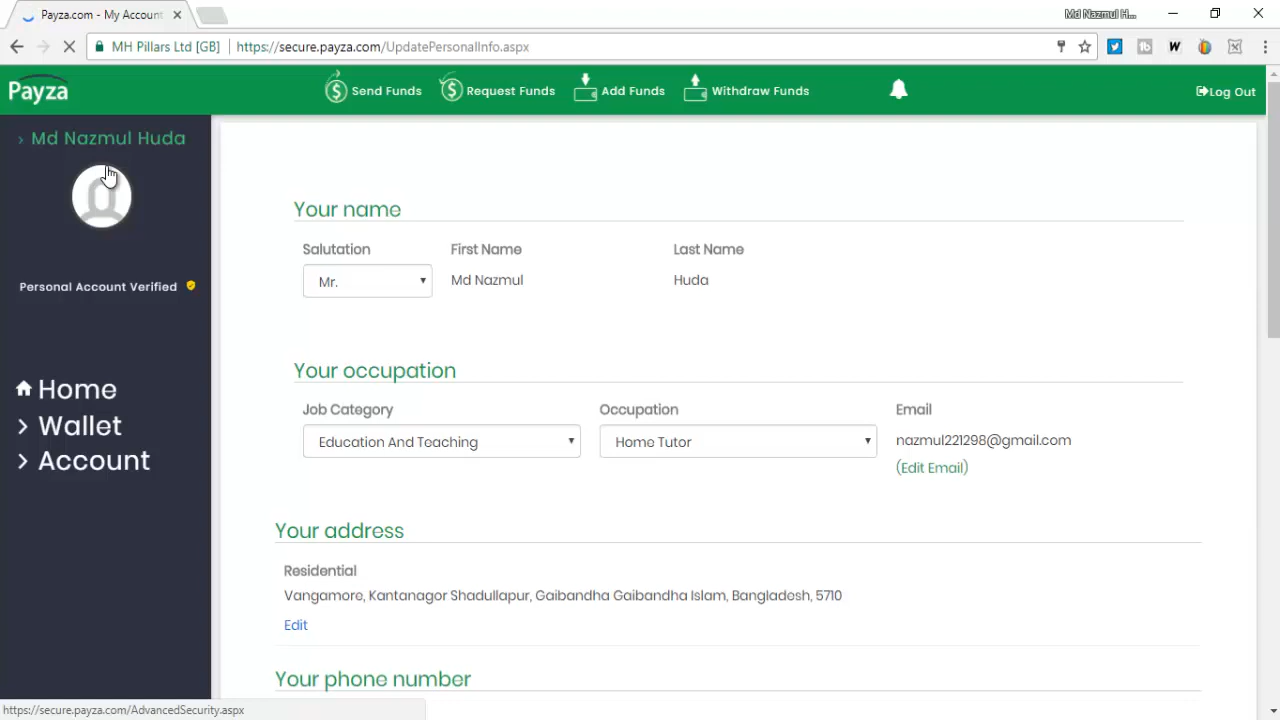 Payza.com - My Account
Md Nazmul H...
MH Pillars Ltd [GB]
https://secure.payza.com/UpdatePersonalInfo.aspx
Payza
Send Funds
Request Funds
Add Funds
Withdraw Funds
Log Out
Md Nazmul Huda
Personal Account Verified
Home
Wallet
Account
Your name
Salutation First Name Last Name
Mr. Md Nazmul Huda
Your occupation
Job Category Occupation Email
Education And Teaching Home Tutor nazmul221298@gmail.com
(Edit Email)
Your address
Residential
Vangamore, Kantanagor Shadullapur, Gaibandha Gaibandha Islam, Bangladesh, 5710
Edit
Your phone number
https://secure.payza.com/AdvancedSecurity.aspx